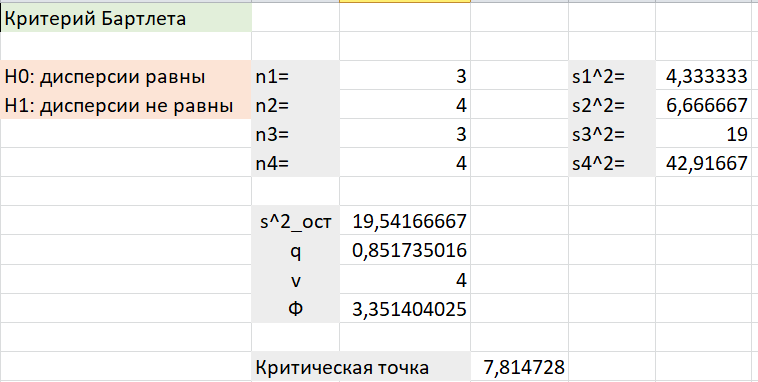 Критерий Бартлета
H0: дисперсии равны n1= 3 s1^2= 4,333333
H1: дисперсии не равны n2= 4 s2^2= 6,666667
n3= 3 s3^2= 19
n4= 4 s4^2= 42,91667
s^2_ост 19,54166667
q 0,851735016
v 4
Ф 3,351404025
Критическая точка 7,814728